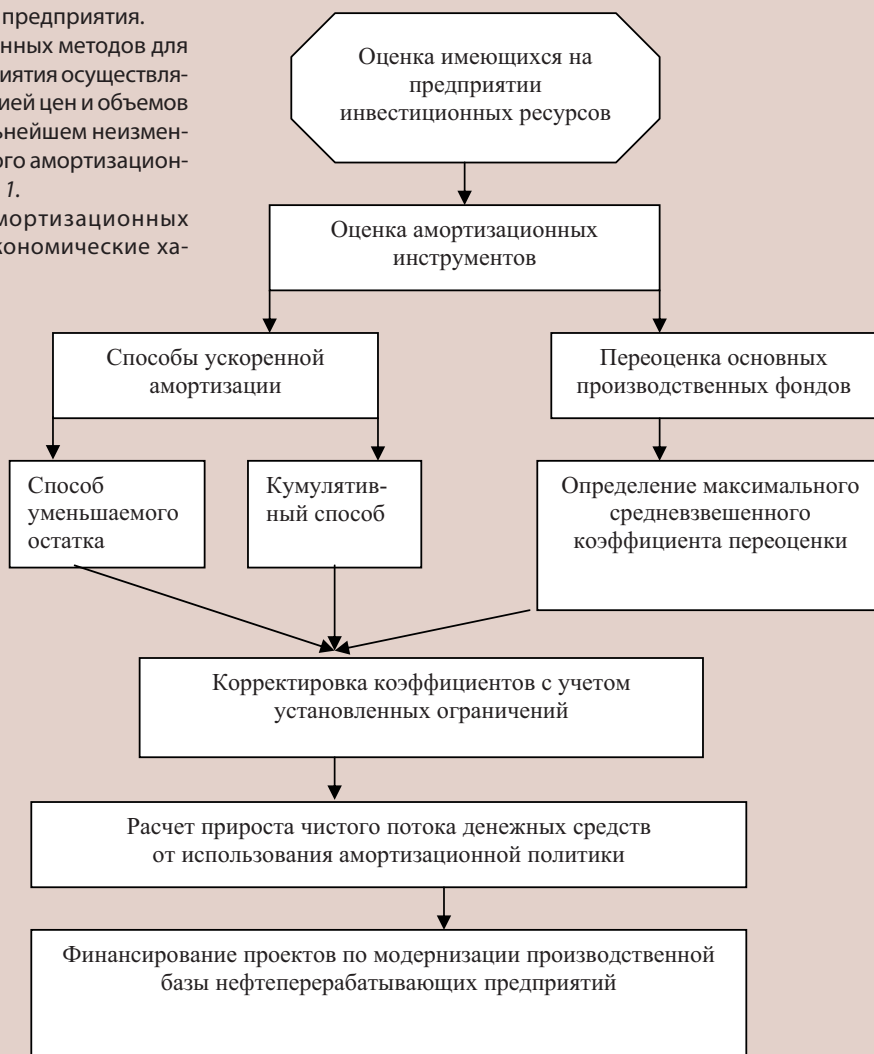 предприятия.
нных методов для
иятия осуществля-
ией цен и объемов
ьнейшем неизмен-
ого амортизацион-
1.
мортизационных
кономические ха-
Оценка имеющихся на
предприятии
инвестиционных ресурсов
Оценка амортизационных
инструментов
Способы ускоренной
амортизации
Переоценка основных
производственных фондов
Способ
уменьшаемого
остатка
Кумулятив-
ный способ
Определение максимального
средневзвешенного
коэффициента переоценки
Корректировка коэффициентов с учетом
установленных ограничений
Расчет прироста чистого потока денежных средств
от использования амортизационной политики
Финансирование проектов по модернизации производственной
базы нефтеперерабатывающих предприятий